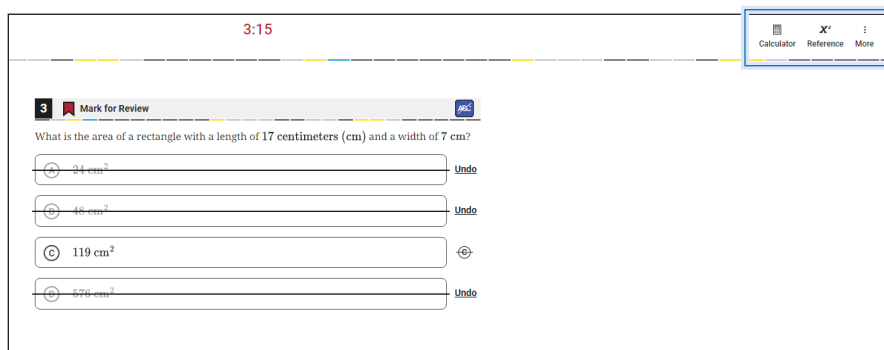 3:15
Calculator Reference More
3 Mark for Review ABC
What is the area of a rectangle with a length of 17 centimeters (cm) and a width of 7 cm?
A 24 cm² Undo
B 48 cm² Undo
C 119 cm² C
D 576 cm² Undo